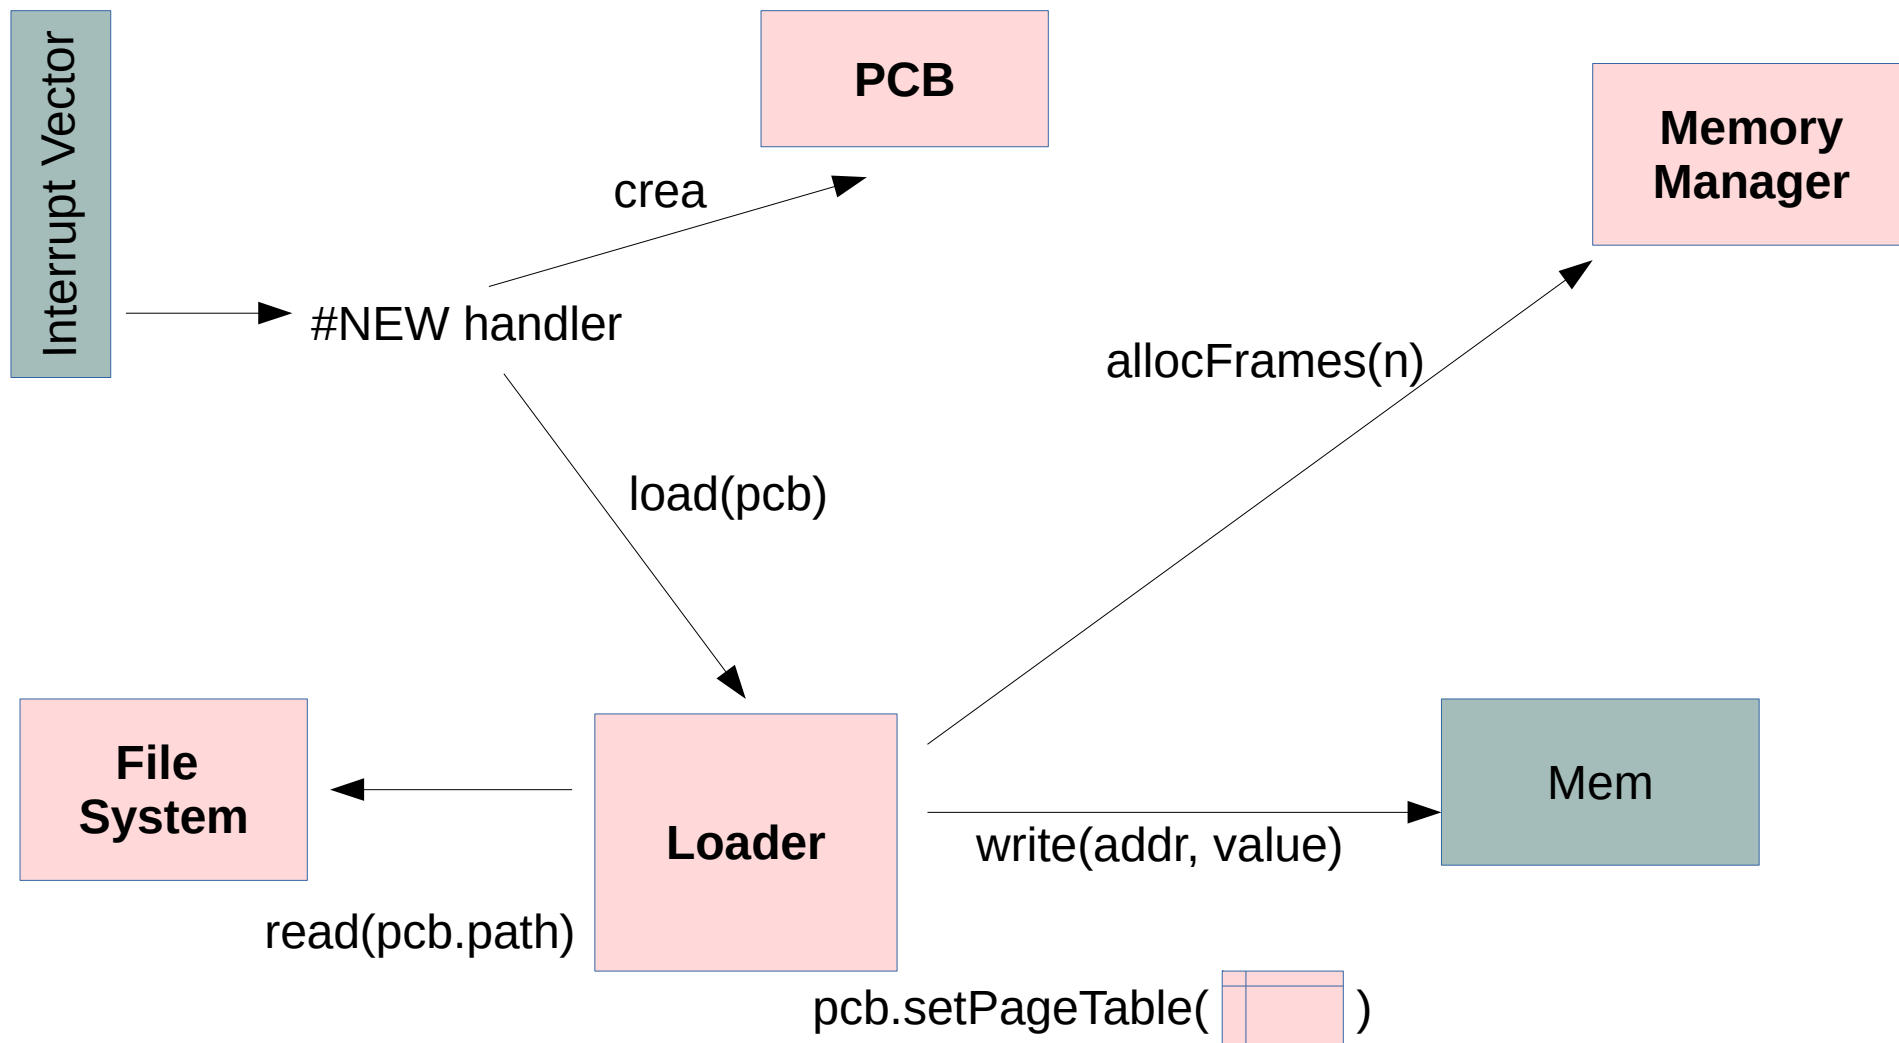 Interrupt Vector
PCB
Memory
Manager
crea
#NEW handler
allocFrames(n)
load(pcb)
File
System
Loader
Mem
write(addr, value)
read(pcb.path)
pcb.setPageTable( )